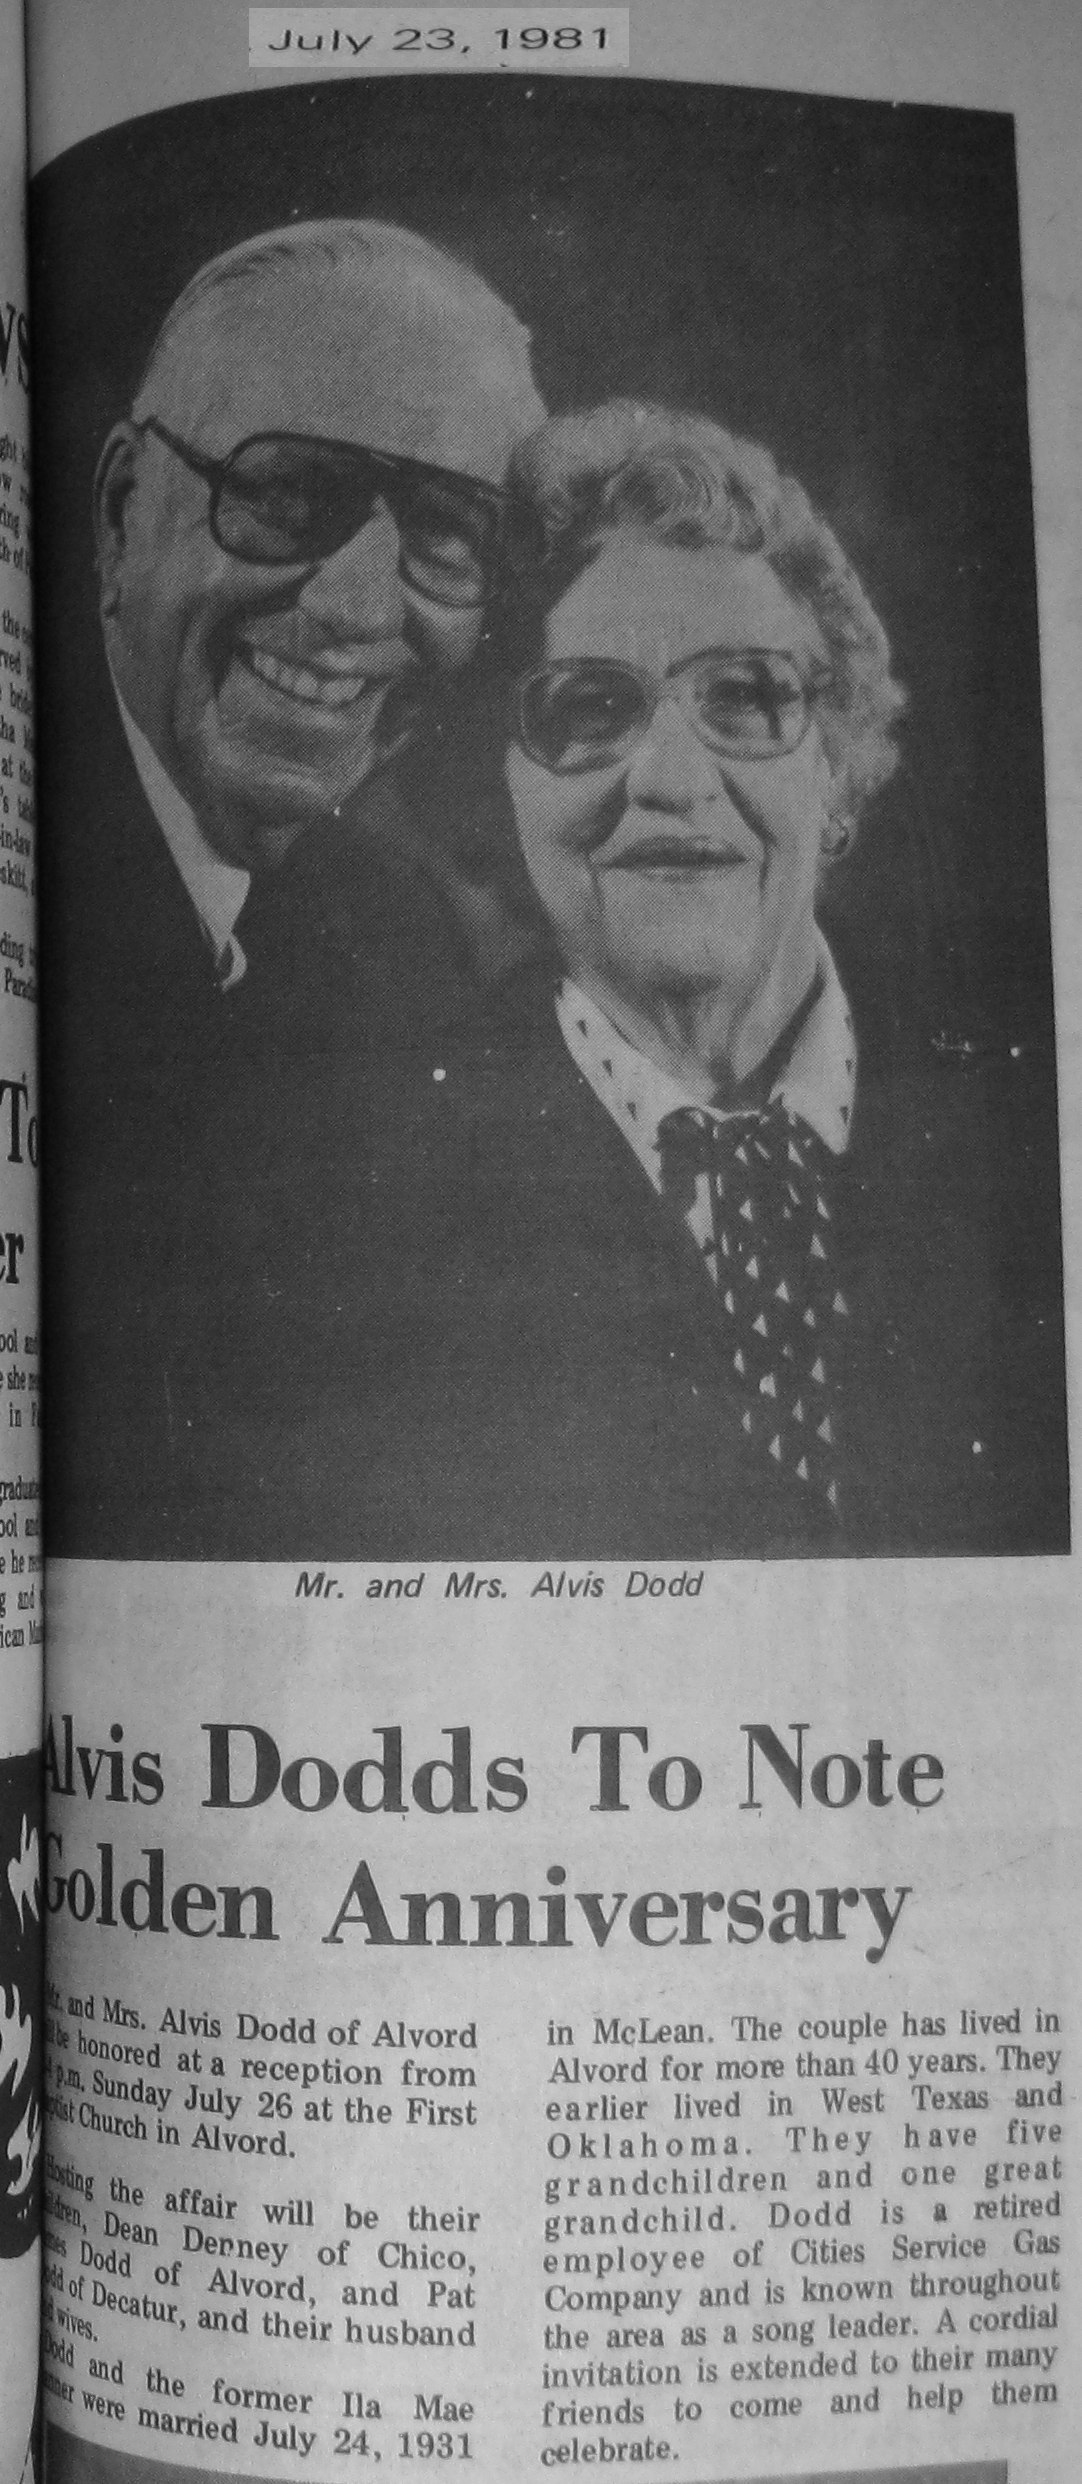 July 23, 1981
Mr. and Mrs. Alvis Dodd
Alvis Dodds To Note
Golden Anniversary
Mr. and Mrs. Alvis Dodd of Alvord
be honored at a reception from
p.m. Sunday July 26 at the First
Church in Alvord.
Hosting the affair will be their
Dean Denney of Chico,
Dodd of Alvord, and Pat
of Decatur, and their husband
wives.
Dodd and the former Ila Mae
were married July 24, 1931
in McLean. The couple has lived in
Alvord for more than 40 years. They
earlier lived in West Texas and
Oklahoma. They have five
grandchildren and one great
grandchild. Dodd is a retired
employee of Cities Service Gas
Company and is known throughout
the area as a song leader. A cordial
invitation is extended to their many
friends to come and help them
celebrate.